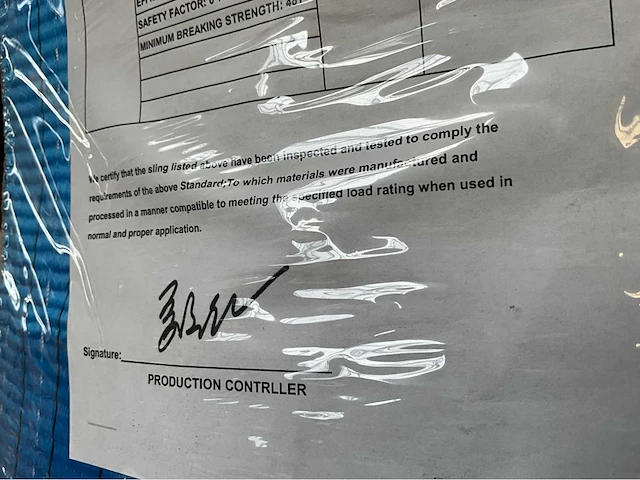 SAFETY FACTOR: 6
MINIMUM BREAKING STRENGTH: 48T
We certify that the sling listed above have been inspected and tested to comply the
requirements of the above Standard;To which materials were manufactured and
processed in a manner compatible to meeting the specified load rating when used in
normal and proper application.
Signature:
PRODUCTION CONTRLLER